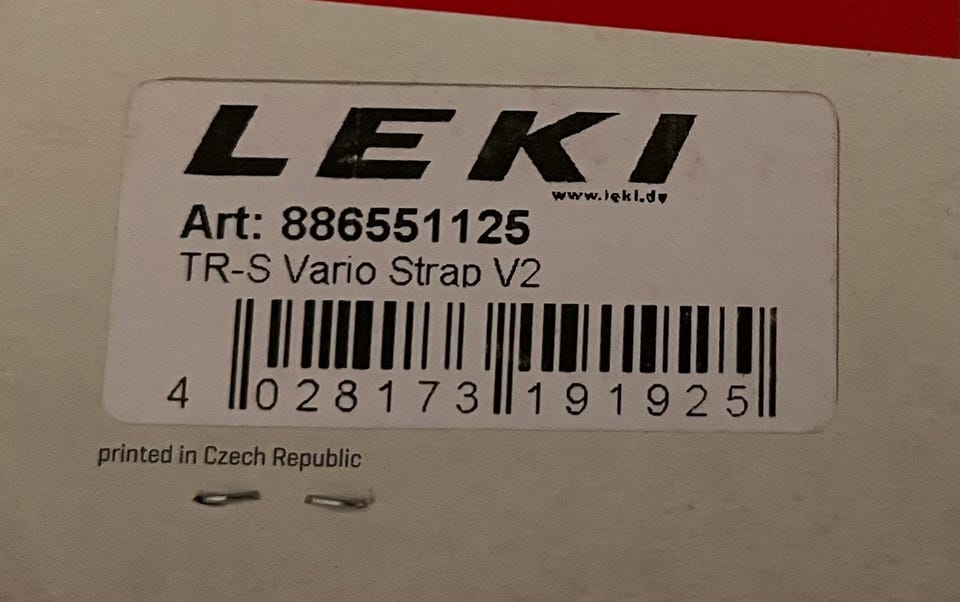 LEKI
www.leki.de
Art: 886551125
TR-S Vario Strap V2
4 028173 191925
printed in Czech Republic